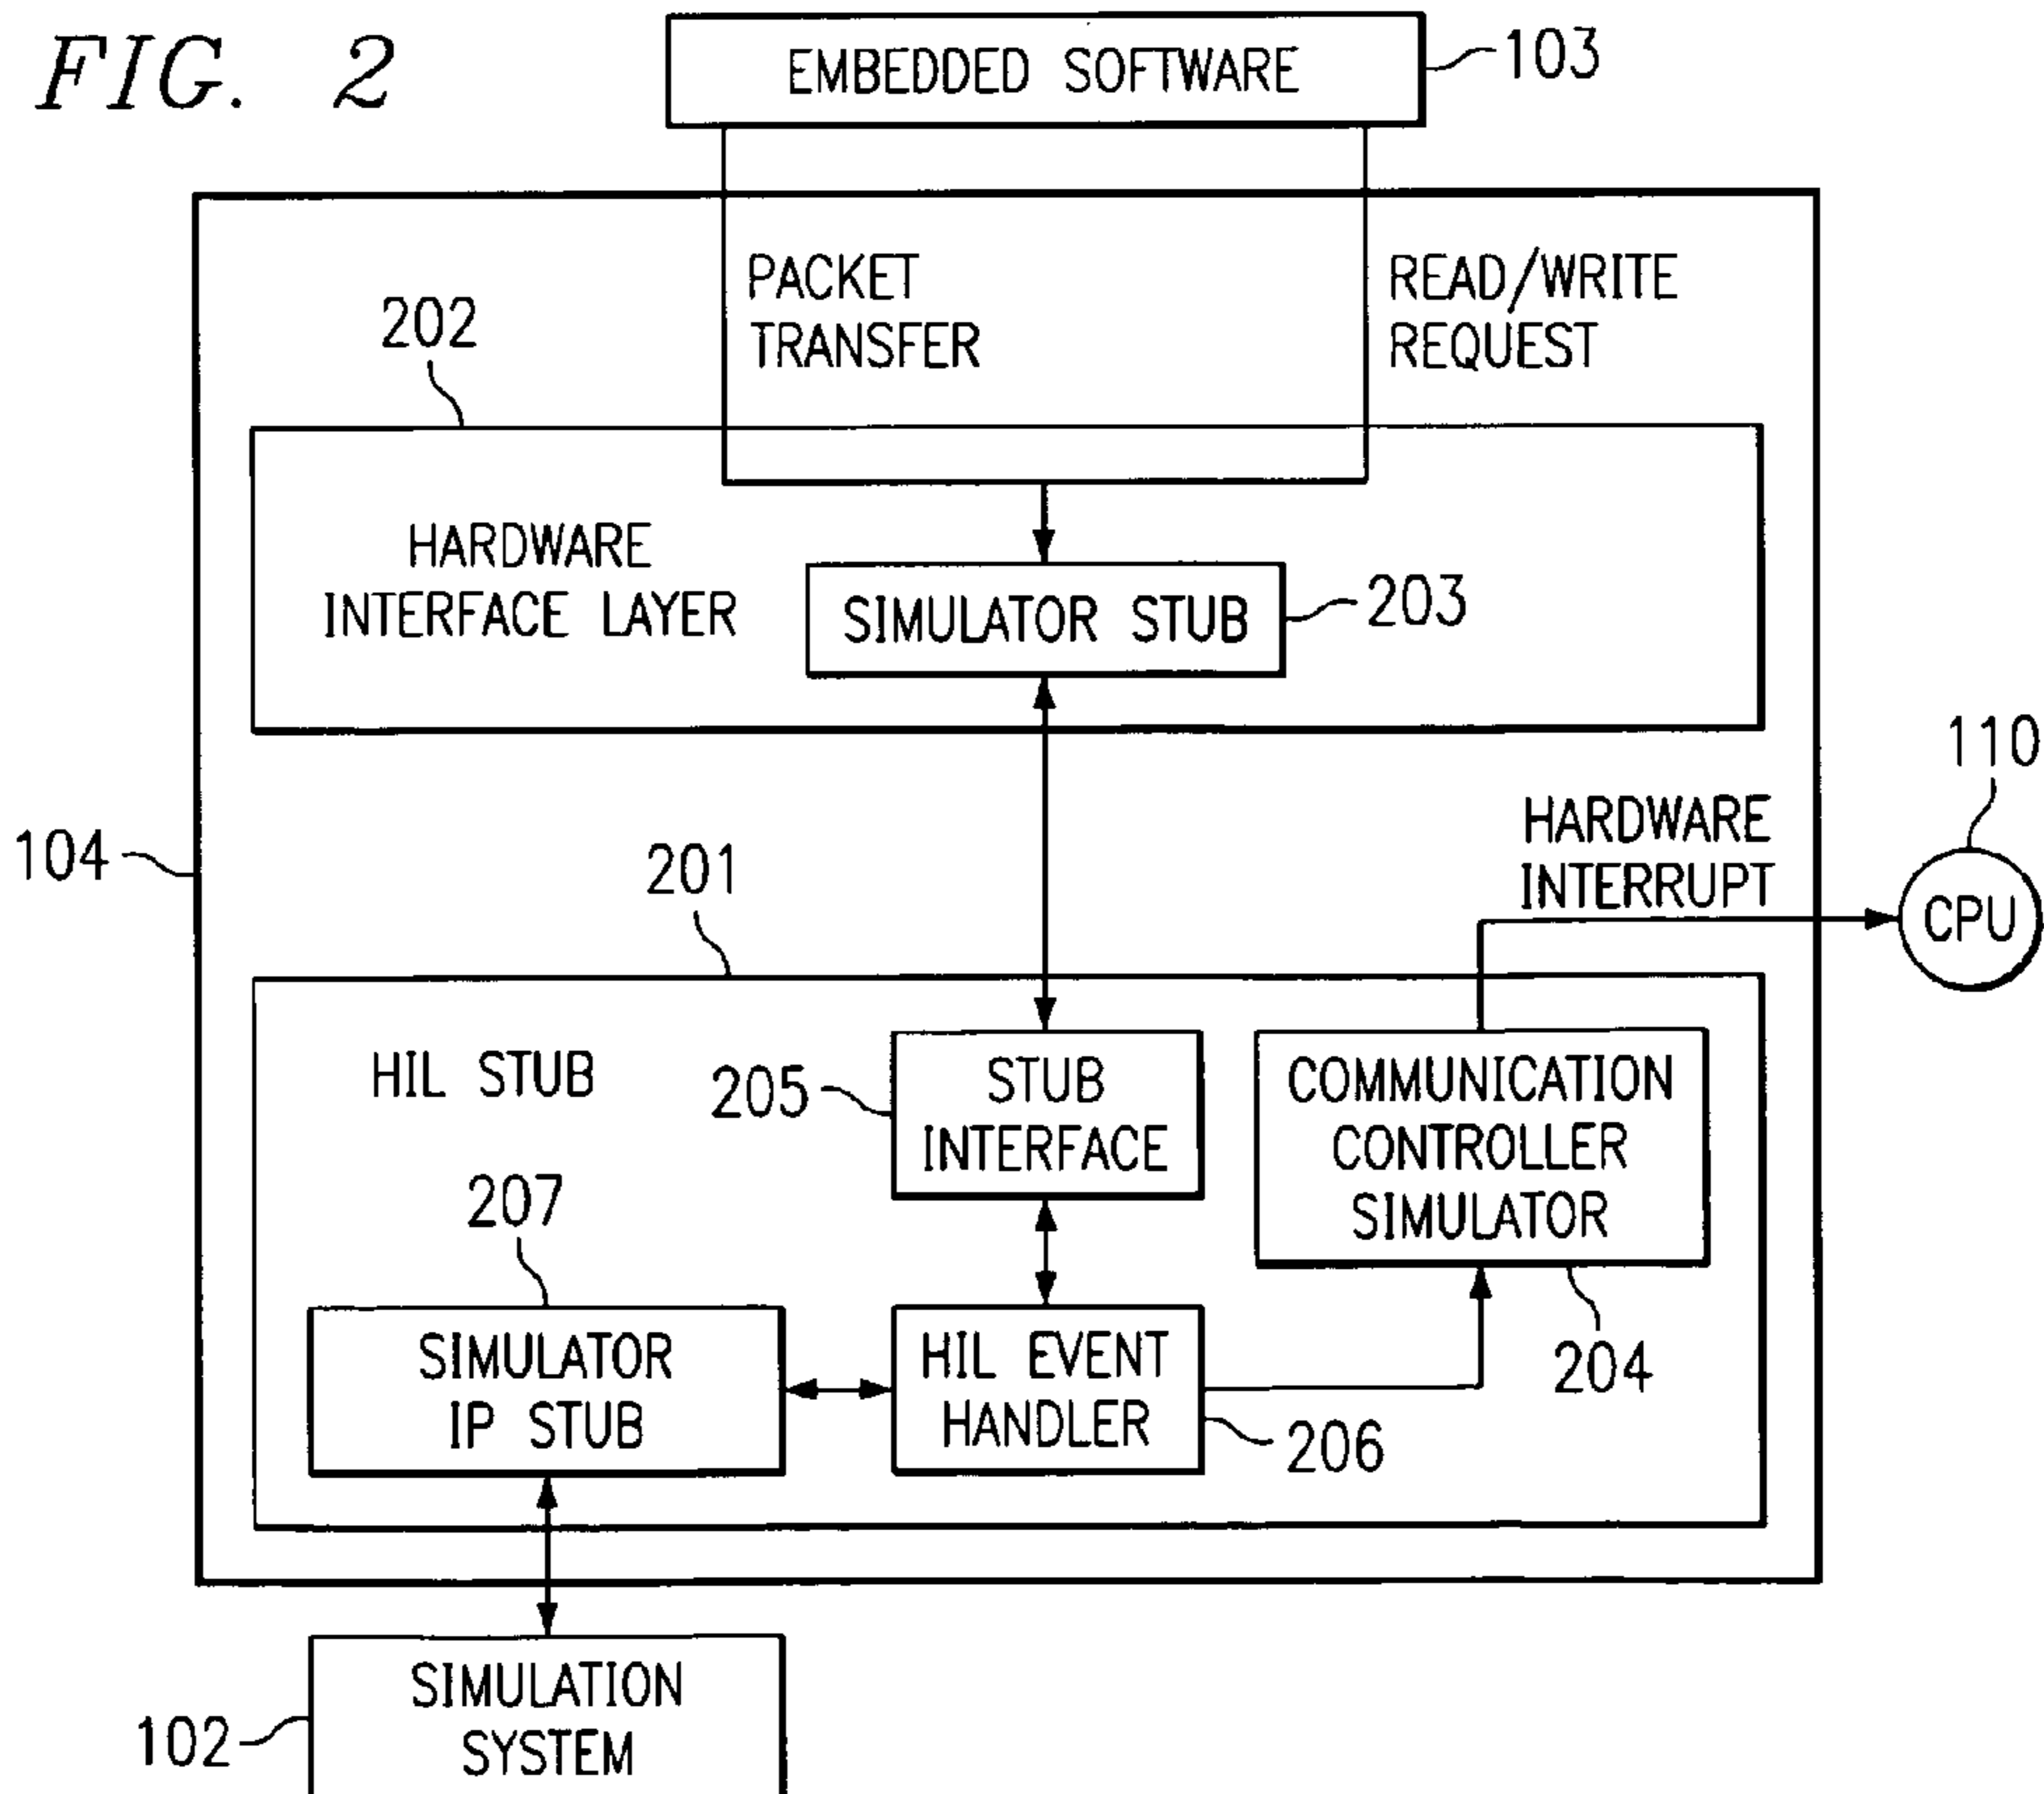 FIG. 2
EMBEDDED SOFTWARE
103
PACKET
TRANSFER
READ/WRITE
REQUEST
202
HARDWARE
INTERFACE LAYER
SIMULATOR STUB
203
110
HARDWARE
INTERRUPT
CPU
104
201
HIL STUB
205
STUB
INTERFACE
COMMUNICATION
CONTROLLER
SIMULATOR
207
204
SIMULATOR
IP STUB
HIL EVENT
HANDLER
206
SIMULATION
SYSTEM
102